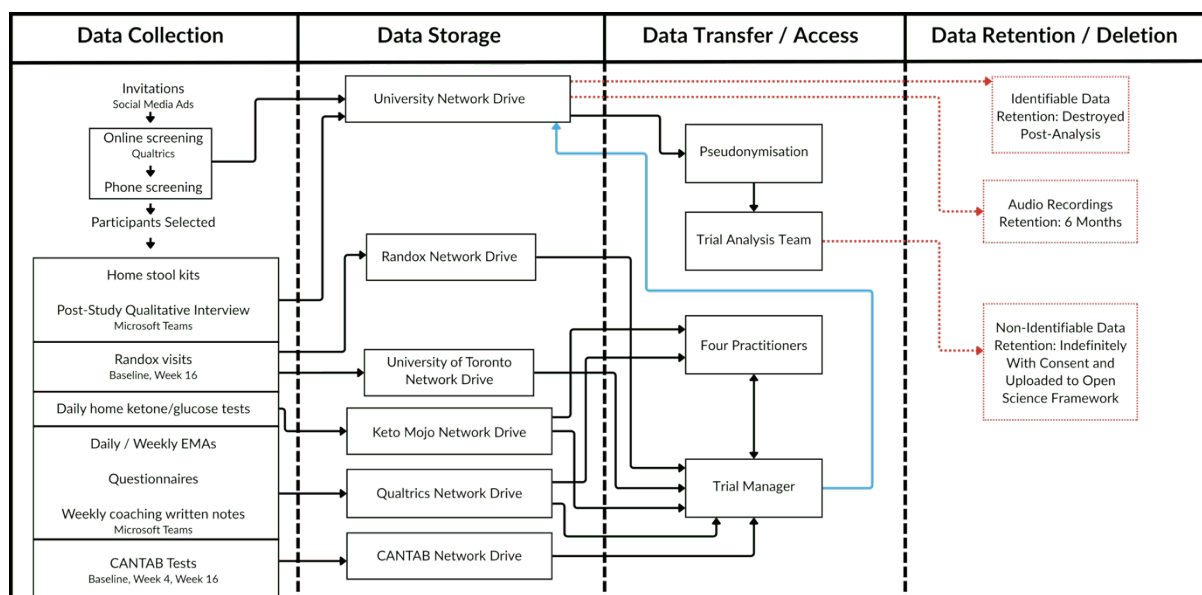 Data Collection
Data Storage
Data Transfer / Access
Data Retention / Deletion
Invitations
Social Media Ads
Online screening
Qualtrics
Phone screening
Participants Selected
Home stool kits
Post-Study Qualitative Interview
Microsoft Teams
Randox visits
Baseline, Week 16
Daily home ketone/glucose tests
Daily / Weekly EMAs
Questionnaires
Weekly coaching written notes
Microsoft Teams
CANTAB Tests
Baseline, Week 4, Week 16
University Network Drive
Randox Network Drive
University of Toronto
Network Drive
Keto Mojo Network Drive
Qualtrics Network Drive
CANTAB Network Drive
Pseudonymisation
Trial Analysis Team
Four Practitioners
Trial Manager
Identifiable Data
Retention: Destroyed
Post-Analysis
Audio Recordings
Retention: 6 Months
Non-Identifiable Data
Retention: Indefinitely
With Consent and
Uploaded to Open
Science Framework